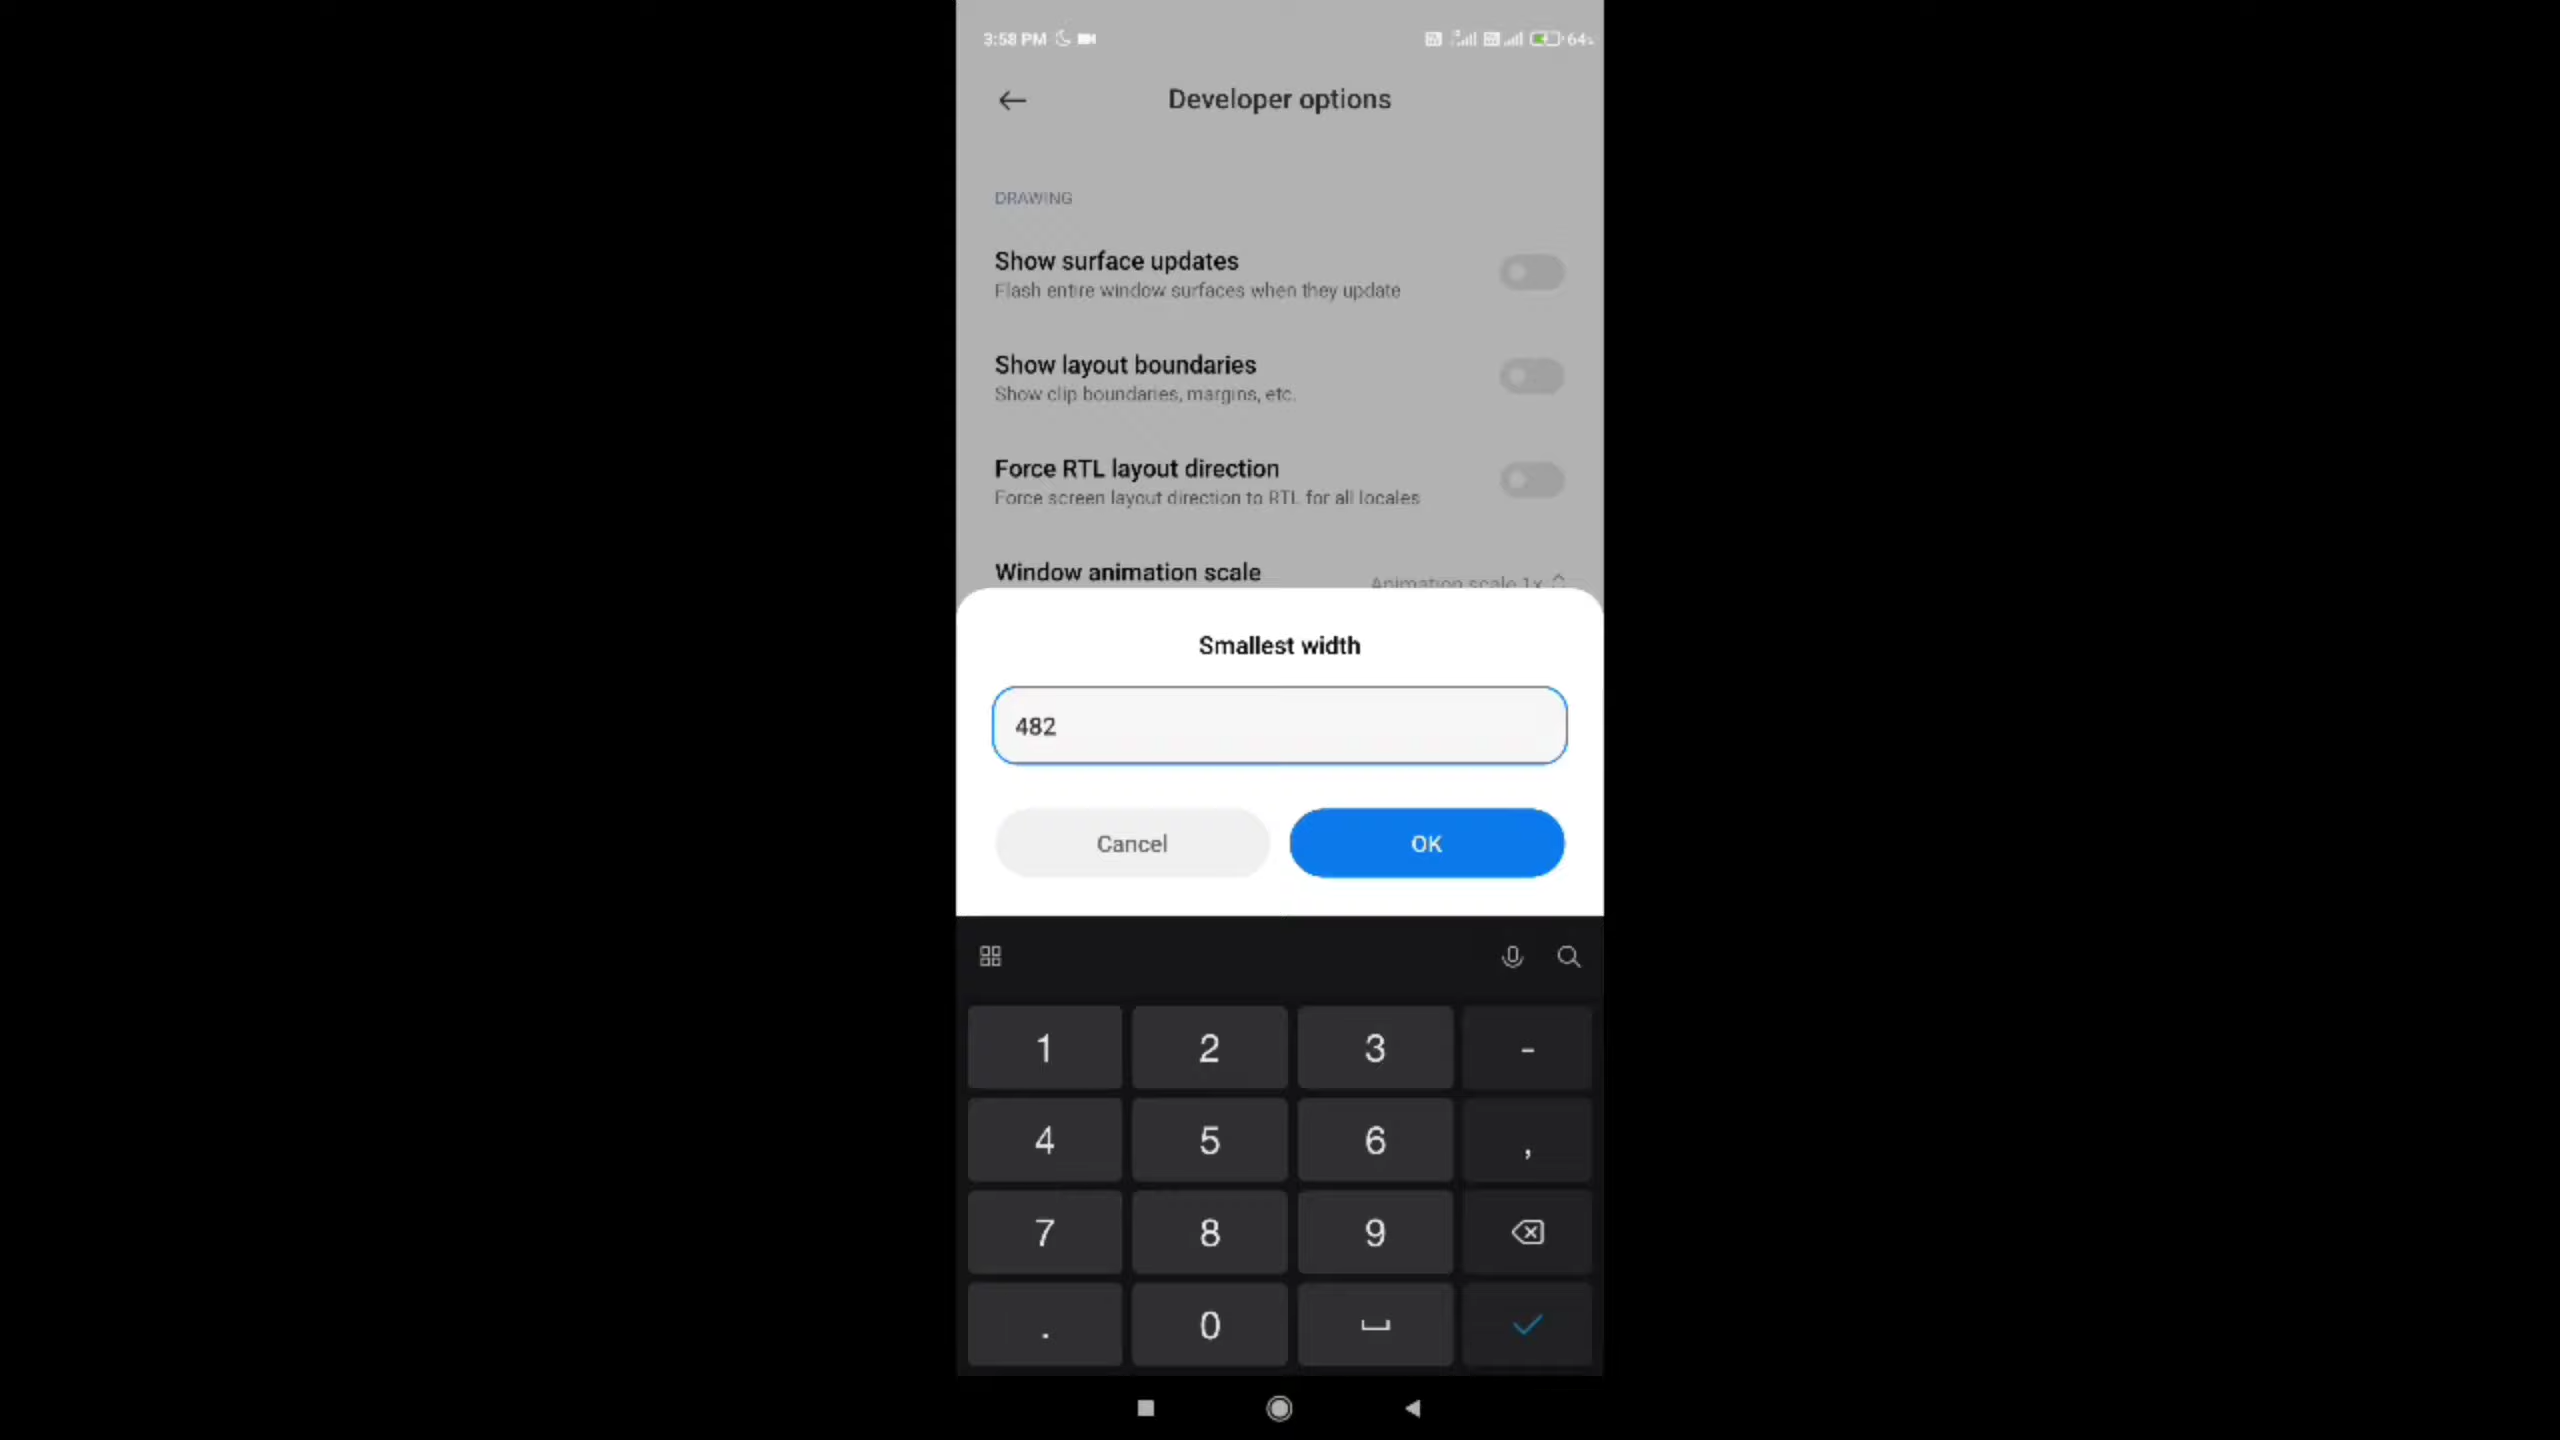 3:58 PM
64
Developer options
DRAWING
Show surface updates
Flash entire window surfaces when they update
Show layout boundaries
Show clip boundaries, margins, etc.
Force RTL layout direction
Force screen layout direction to RTL for all locales
Window animation scale
Animation scale 1x
Smallest width
482
Cancel
OK
1 2 3 -
4 5 6 ,
7 8 9
. 0